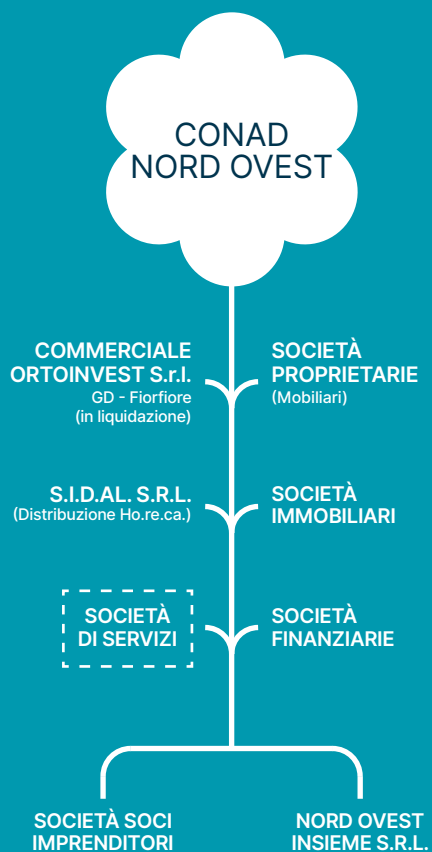 CONAD
NORD OVEST
COMMERCIALE
ORTOINVEST S.r.l.
GD - Fiorfiore
(in liquidazione)
SOCIETÀ
PROPRIETARIE
(Mobiliari)
S.I.D.AL. S.R.L.
(Distribuzione Ho.re.ca.)
SOCIETÀ
IMMOBILIARI
SOCIETÀ
DI SERVIZI
SOCIETÀ
FINANZIARIE
SOCIETÀ SOCI
IMPRENDITORI
NORD OVEST
INSIEME S.R.L.